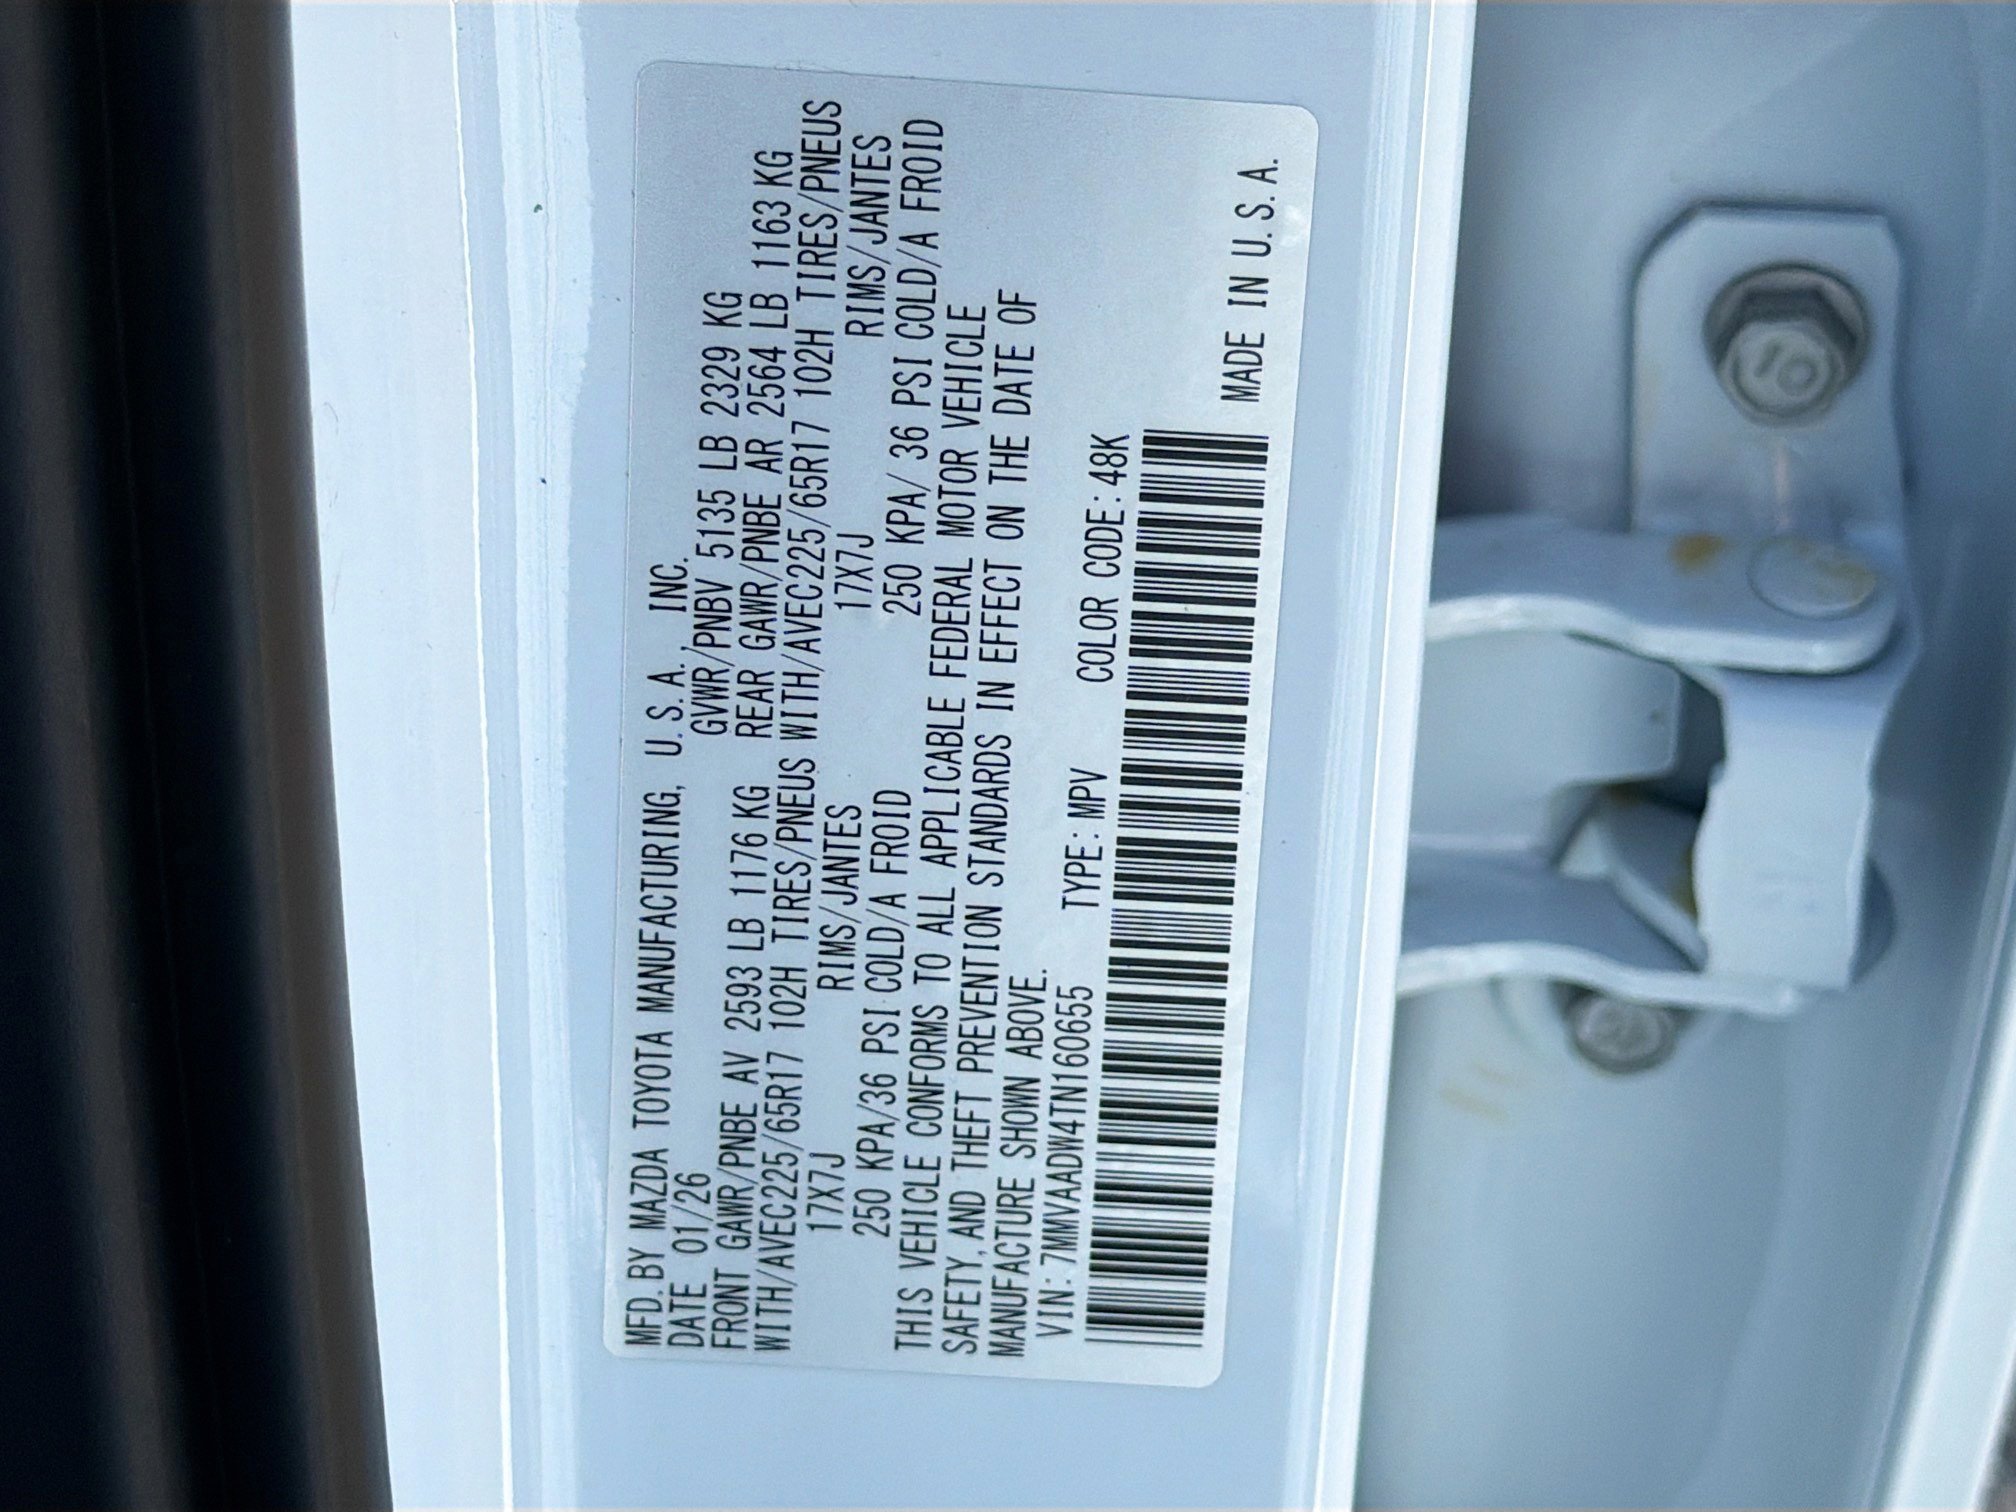 MFD. BY MAZDA TOYOTA MANUFACTURING, U.S.A., INC.
DATE 01/26 GVWR/PNBV 5135 LB 2329 KG
FRONT GAWR/PNBE AV 2593 LB 1176 KG REAR GAWR/PNBE AR 2564 LB 1163 KG
WITH/AVEC225/65R17 102H TIRES/PNEUS WITH/AVEC225/65R17 102H TIRES/PNEUS
17X7J RIMS/JANTES 17X7J RIMS/JANTES
250 KPA/36 PSI COLD/A FROID 250 KPA/ 36 PSI COLD/A FROID
THIS VEHICLE CONFORMS TO ALL APPLICABLE FEDERAL MOTOR VEHICLE
SAFETY, AND THEFT PREVENTION STANDARDS IN EFFECT ON THE DATE OF
MANUFACTURE SHOWN ABOVE.
VIN: 7MMVAADW4TN160655 TYPE: MPV COLOR CODE: 48K
MADE IN U.S.A.
10